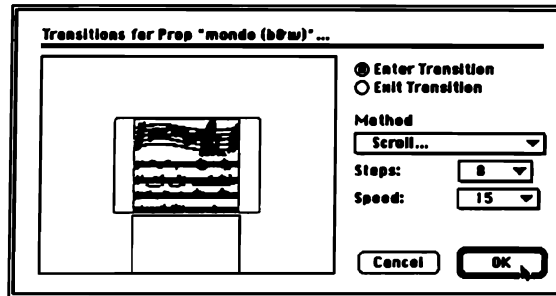 Transitions for Prop "mondo (b&w)"...
Enter Transition
Exit Transition
Method
Scroll...
Steps: 8
Speed: 15
Cancel OK